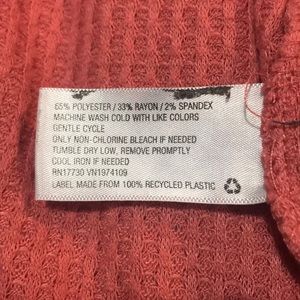 65% POLYESTER / 33% RAYON / 2% SPANDEX
MACHINE WASH COLD WITH LIKE COLORS
GENTLE CYCLE
ONLY NON-CHLORINE BLEACH IF NEEDED
TUMBLE DRY LOW, REMOVE PROMPTLY
COOL IRON IF NEEDED
RN17730 VN1974109
LABEL MADE FROM 100% RECYCLED PLASTIC